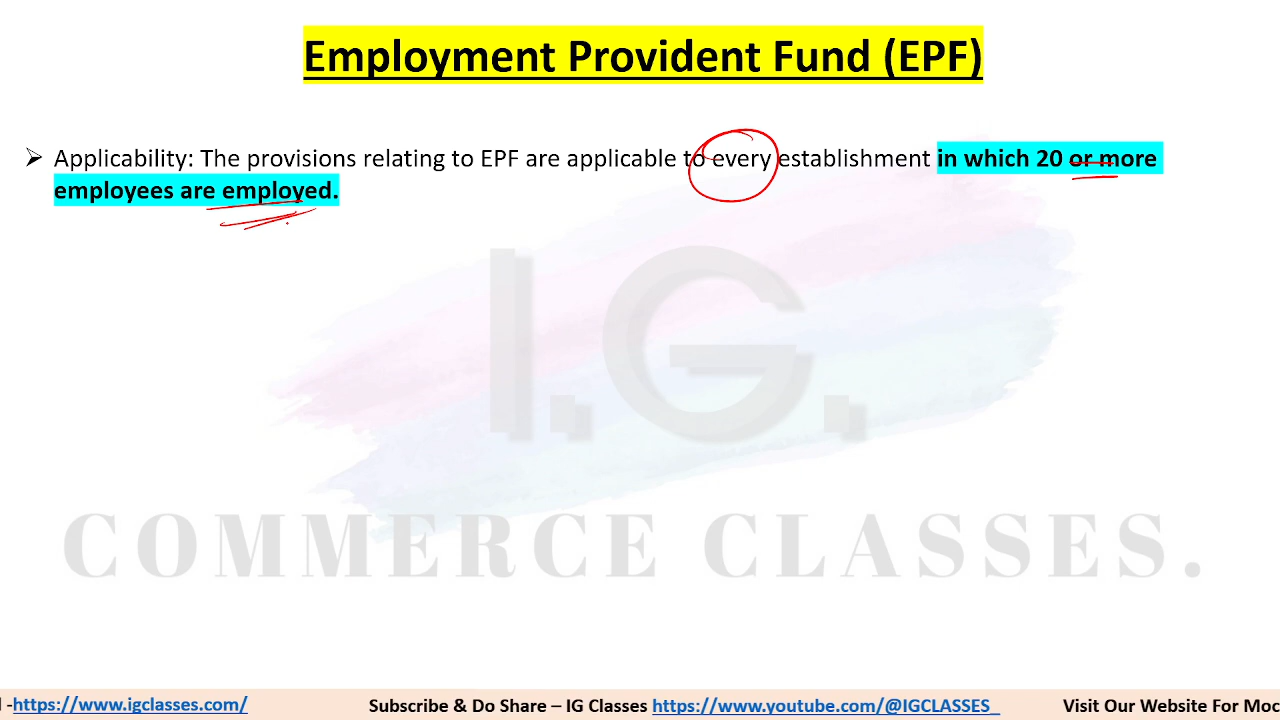 Employment Provident Fund (EPF)
➢ Applicability: The provisions relating to EPF are applicable to every establishment in which 20 or more
employees are employed.
I.G.
COMMERCE CLASSES.
-https://www.igclasses.com/ Subscribe & Do Share – IG Classes https://www.youtube.com/@IGCLASSES_ Visit Our Website For Moc